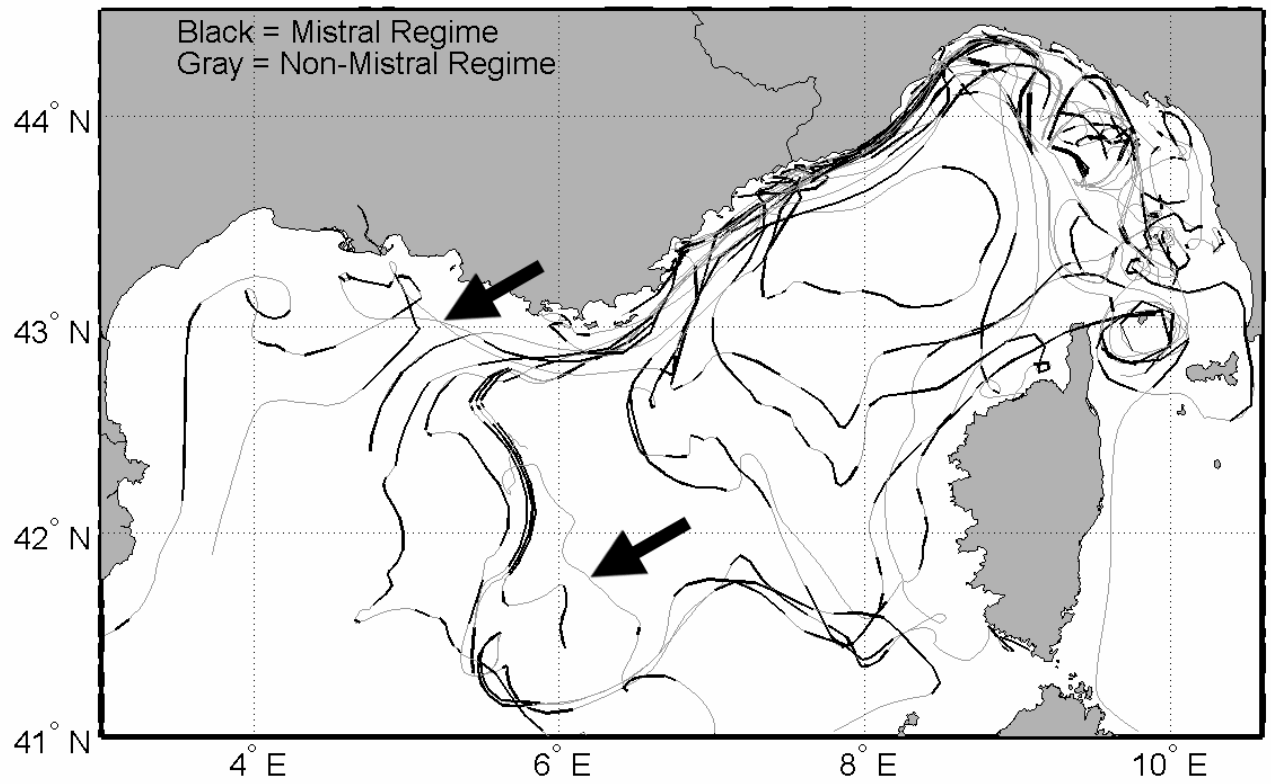 Black = Mistral Regime
Gray = Non-Mistral Regime
44° N
43° N
42° N
41° N
4° E
6° E
8° E
10° E